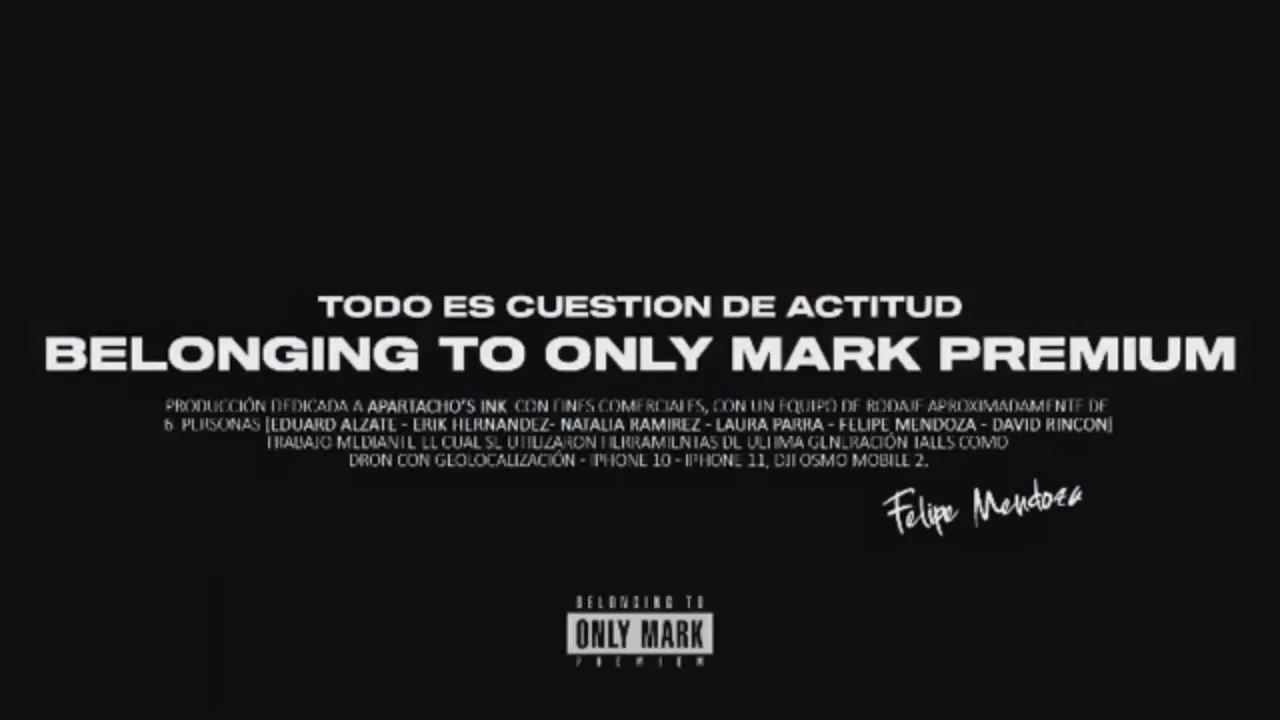 TODO ES CUESTION DE ACTITUD
BELONGING TO ONLY MARK PREMIUM
PRODUCCIÓN DEDICADA A APARTACHO'S INK CON FINES COMERCIALES, CON UN EQUIPO DE RODAJE APROXIMADAMENTE DE
6 PERSONAS [EDUARD ALZATE - ERIK HERNANDEZ- NATALIA RAMIREZ - LAURA PARRA - FELIPE MENDOZA - DAVID RINCON]
TRABAJO MEDIANTE EL CUAL SE UTILIZARON HERRAMIENTAS DE ULTIMA GENERACIÓN TALES COMO
DRON CON GEOLOCALIZACIÓN - IPHONE 10 - IPHONE 11, DJI OSMO MOBILE 2.
Felipe Mendoza
BELONGING TO
ONLY MARK
PREMIUM